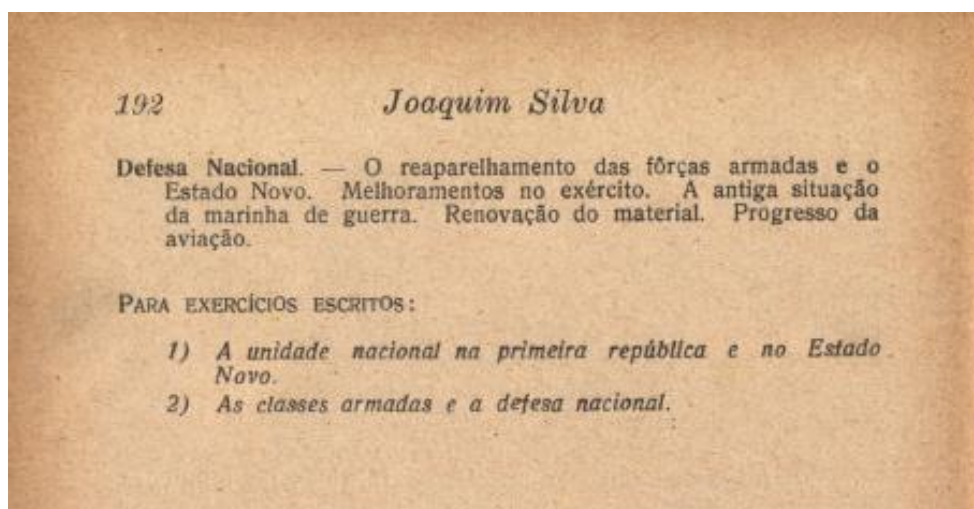 192 Joaquim Silva
Defesa Nacional. — O reaparelhamento das fôrças armadas e o
Estado Novo. Melhoramentos no exército. A antiga situação
da marinha de guerra. Renovação do material. Progresso da
aviação.
PARA EXERCÍCIOS ESCRITOS:
1) A unidade nacional na primeira república e no Estado
Novo.
2) As classes armadas e a defesa nacional.